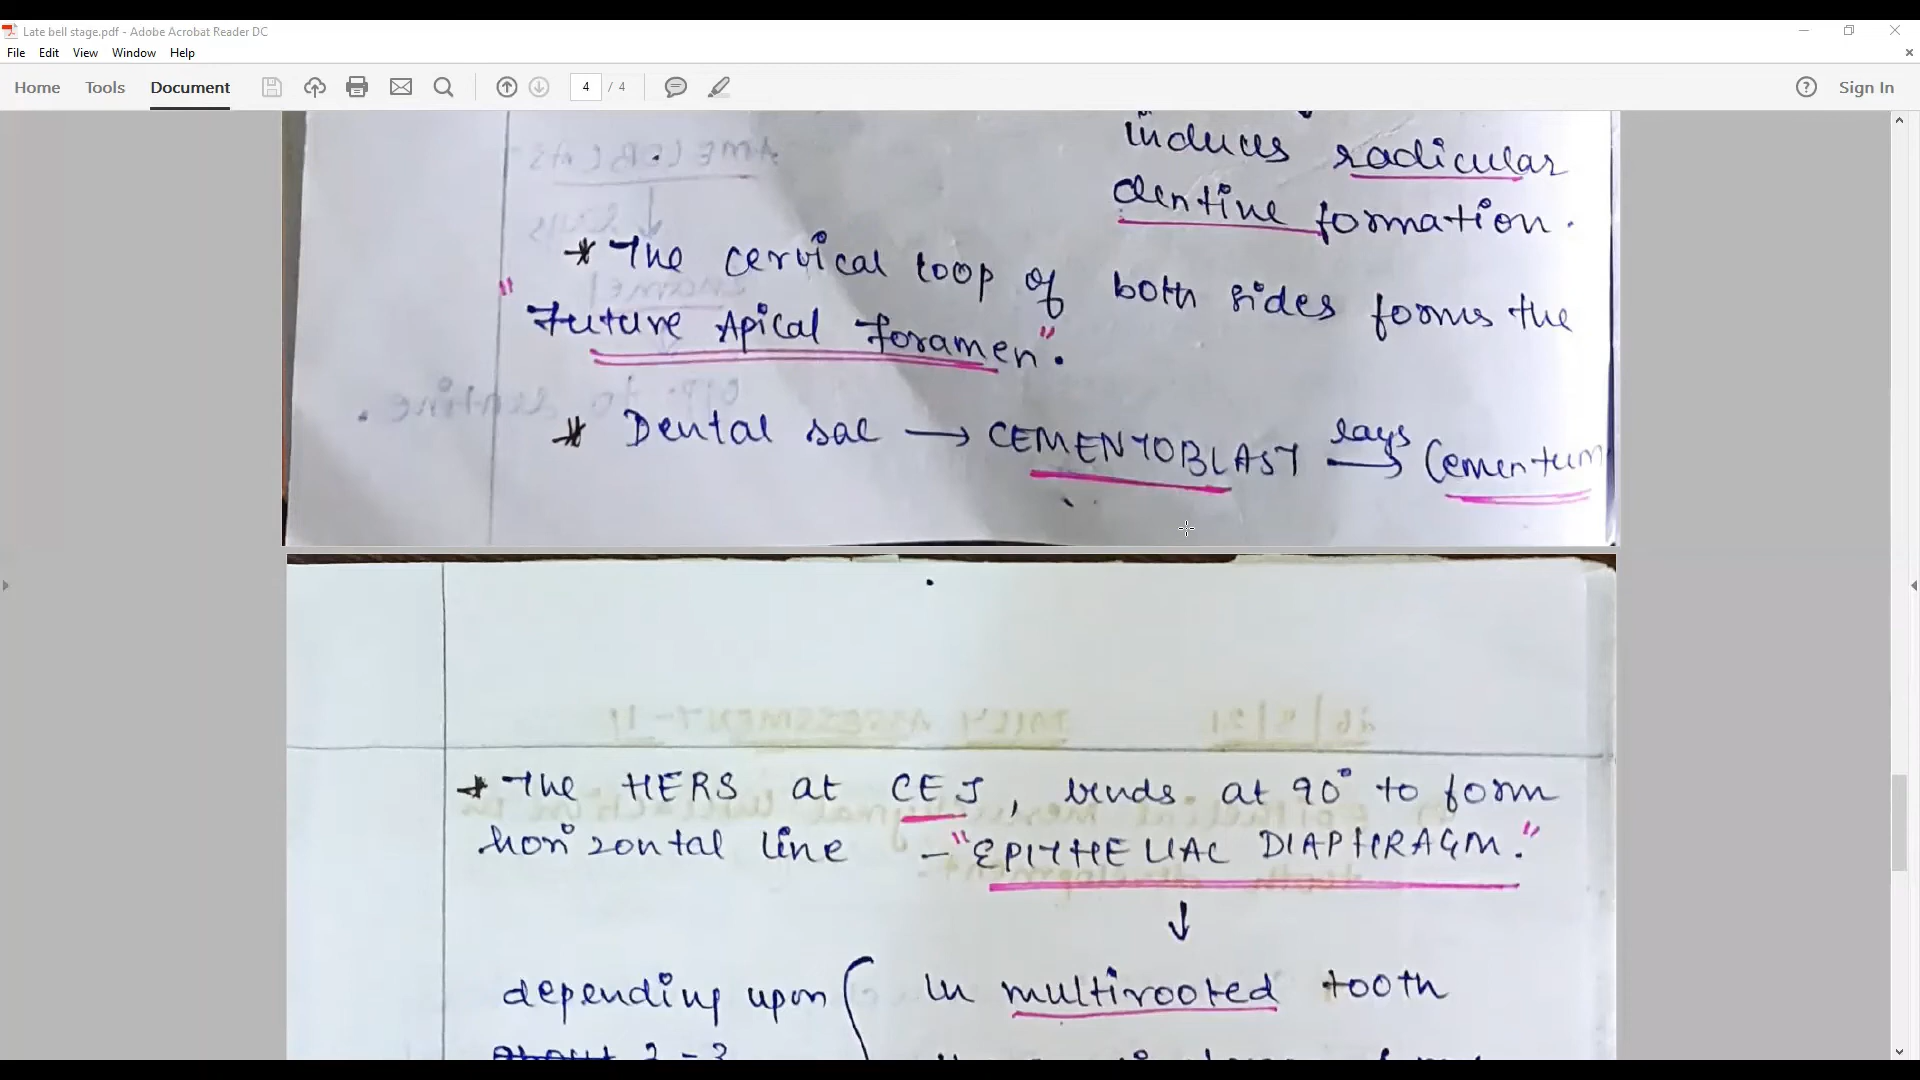 Late bell stage.pdf - Adobe Acrobat Reader DC
File Edit View Window Help
Home Tools Document 4 / 4 Sign In
induces radicular
dentine formation.
* The cervical loop of both sides forms the
"Future Apical Foramen".
* Dental sac → CEMENTOBLAST lays → Cementum
* The HERS at CEJ, bends at 90° to form
horizontal line - "EPITHELIAL DIAPHRAGM."
↓
depending upon ( In multirooted tooth
2-3